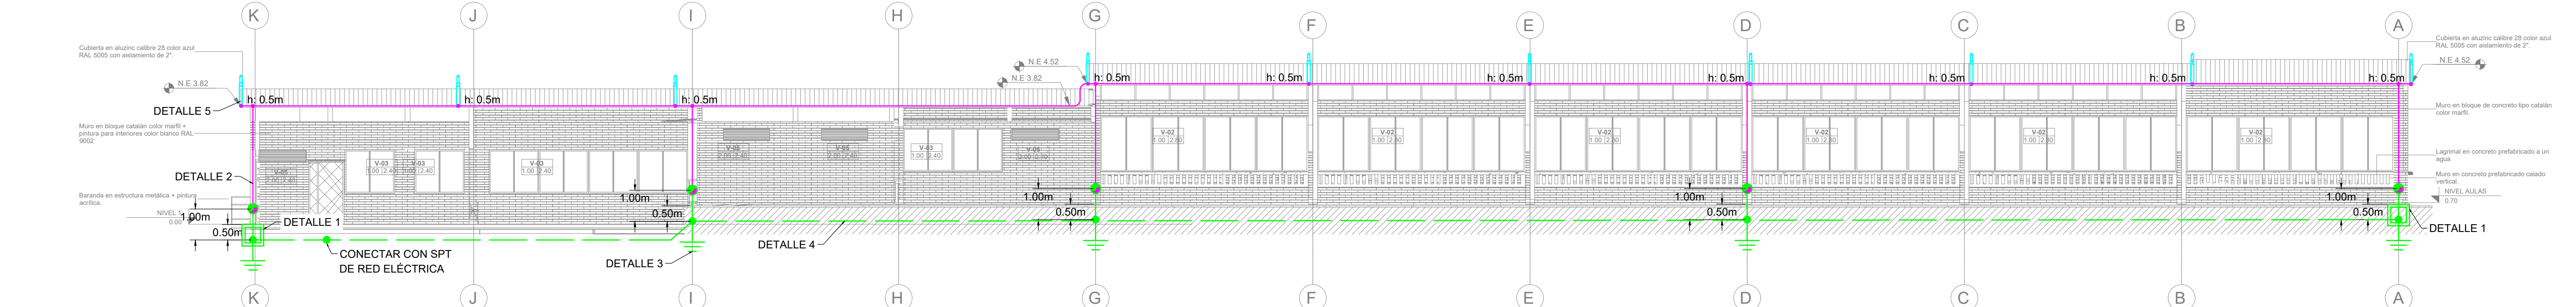 K J I H G F E D C B A
Cubierta en aluzinc calibre 28 color azul
RAL 5005 con aislamiento de 2".
N.E 3.82
DETALLE 5
h: 0.5m
h: 0.5m
h: 0.5m
N.E 4.52
N.E 3.82
h: 0.5m
h: 0.5m
h: 0.5m
h: 0.5m
h: 0.5m
h: 0.5m
h: 0.5m
Cubierta en aluzinc calibre 28 color azul
RAL 5005 con aislamiento de 2".
N.E 4.52
Muro en bloque catalán color marfil +
pintura para interiores color blanco RAL
9002
Muro en bloque de concreto tipo catalán
color marfil.
DETALLE 2
Baranda en estructura metálica + pintura
acrílica.
NIVEL 1
0.00
1.00m
0.50m
DETALLE 1
V-03
1.00 2.40
V-03
2.40
V-03
1.00 2.40
V-03
1.00 2.40
V-02
1.00 2.80
V-02
1.00 2.80
V-02
1.00 2.80
V-02
1.00 2.80
V-02
1.00 2.80
V-02
1.00 2.80
1.00m
0.50m
1.00m
0.50m
1.00m
0.50m
1.00m
0.50m
Lagrimal en concreto prefabricado a un
agua
Muro en concreto prefabricado calado
vertical.
NIVEL AULAS
0.70
DETALLE 1
CONECTAR CON SPT
DE RED ELÉCTRICA
DETALLE 3
DETALLE 4
K J I H G F E D C B A